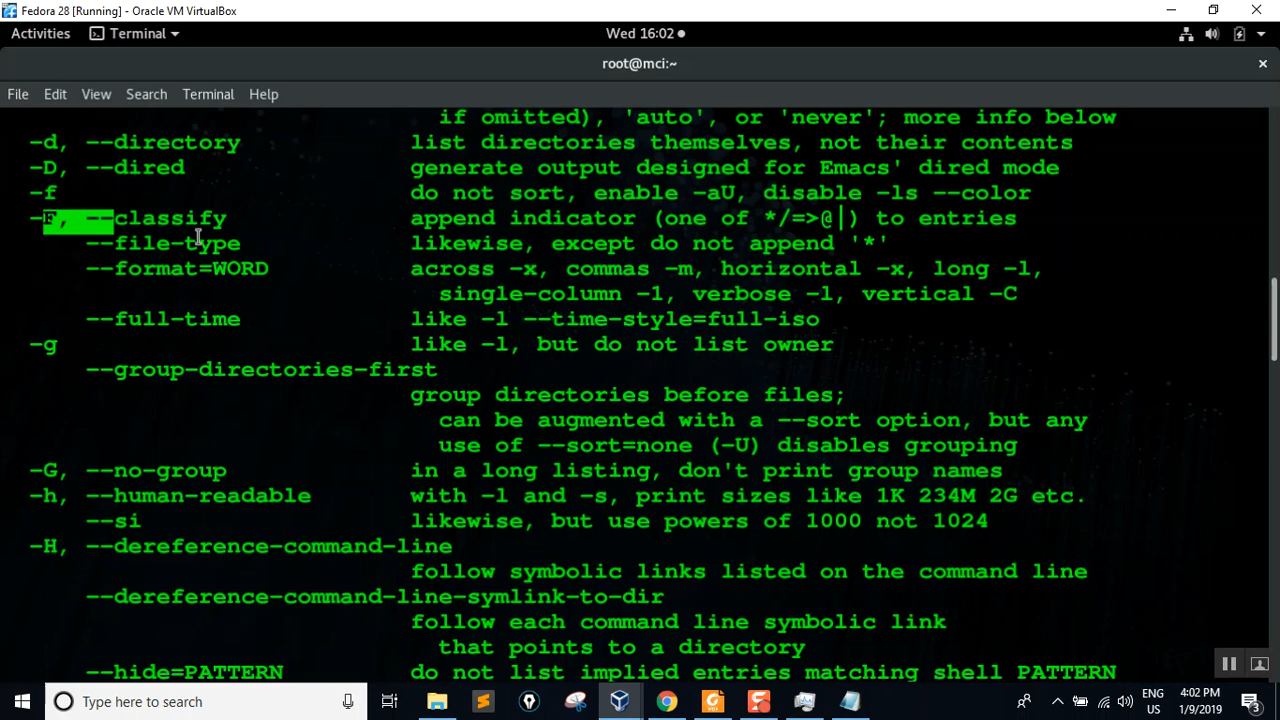 Fedora 28 [Running] - Oracle VM VirtualBox
Activities Terminal Wed 16:02
root@mci:~
File Edit View Search Terminal Help
if omitted), 'auto', or 'never'; more info below
-d, --directory list directories themselves, not their contents
-D, --dired generate output designed for Emacs' dired mode
-f do not sort, enable -aU, disable -ls --color
-F, --classify append indicator (one of */=>@|) to entries
--file-type likewise, except do not append '*'
--format=WORD across -x, commas -m, horizontal -x, long -l,
single-column -1, verbose -l, vertical -C
--full-time like -l --time-style=full-iso
-g like -l, but do not list owner
--group-directories-first
group directories before files;
can be augmented with a --sort option, but any
use of --sort=none (-U) disables grouping
-G, --no-group in a long listing, don't print group names
-h, --human-readable with -l and -s, print sizes like 1K 234M 2G etc.
--si likewise, but use powers of 1000 not 1024
-H, --dereference-command-line
follow symbolic links listed on the command line
--dereference-command-line-symlink-to-dir
follow each command line symbolic link
that points to a directory
--hide=PATTERN do not list implied entries matching shell PATTERN
Type here to search ENG 4:02 PM
US 1/9/2019 3